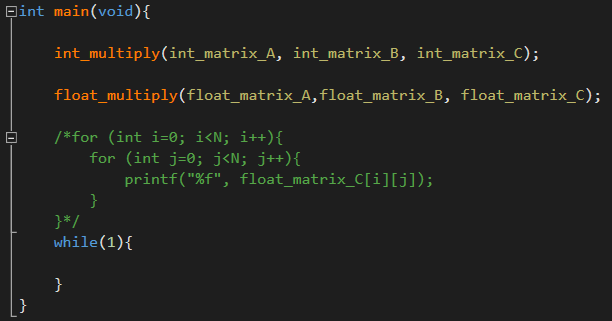 int main(void){
int_multiply(int_matrix_A, int_matrix_B, int_matrix_C);
float_multiply(float_matrix_A,float_matrix_B, float_matrix_C);
/*for (int i=0; i<N; i++){
for (int j=0; j<N; j++){
printf("%f", float_matrix_C[i][j]);
}
}*/
while(1){
}
}